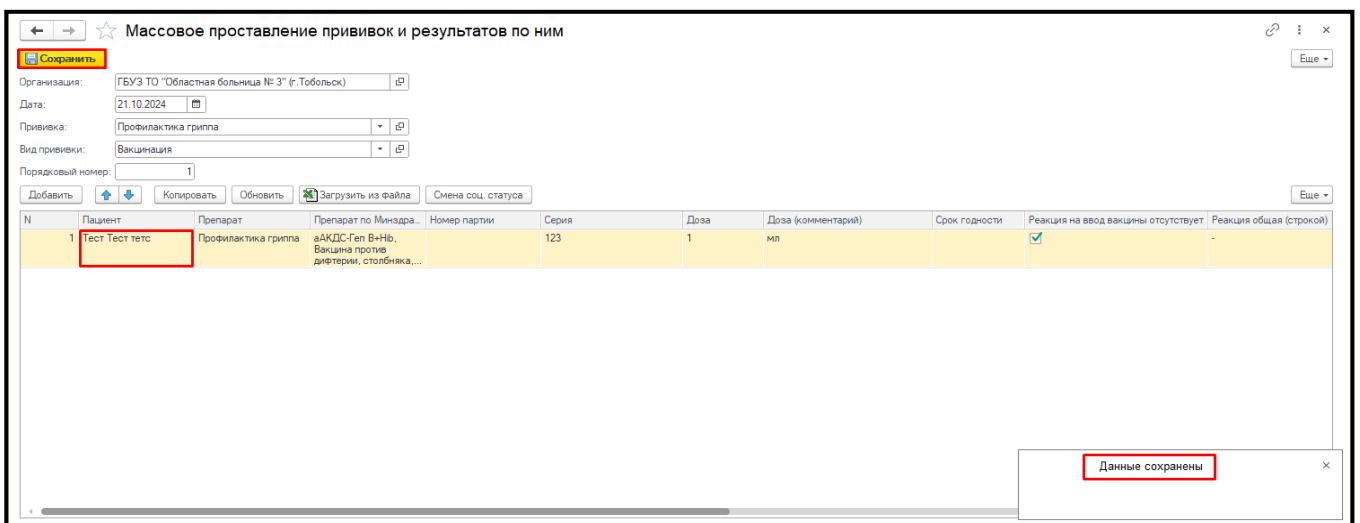 Массовое проставление прививок и результатов по ним
Сохранить
Еще
Организация: ГБУЗ ТО "Областная больница № 3" (г.Тобольск)
Дата: 21.10.2024
Прививка: Профилактика гриппа
Вид прививки: Вакцинация
Порядковый номер: 1
Добавить Копировать Обновить Загрузить из файла Смена соц. статуса Еще
N Пациент Препарат Препарат по Минздра... Номер партии Серия Доза Доза (комментарий) Срок годности Реакция на ввод вакцины отсутствует Реакция общая (строкой)
1 Тест Тест тетс Профилактика гриппа аАКДС-Геп В+Hib, 123 1 мл -
Вакцина против
дифтерии, столбняка,...
Данные сохранены